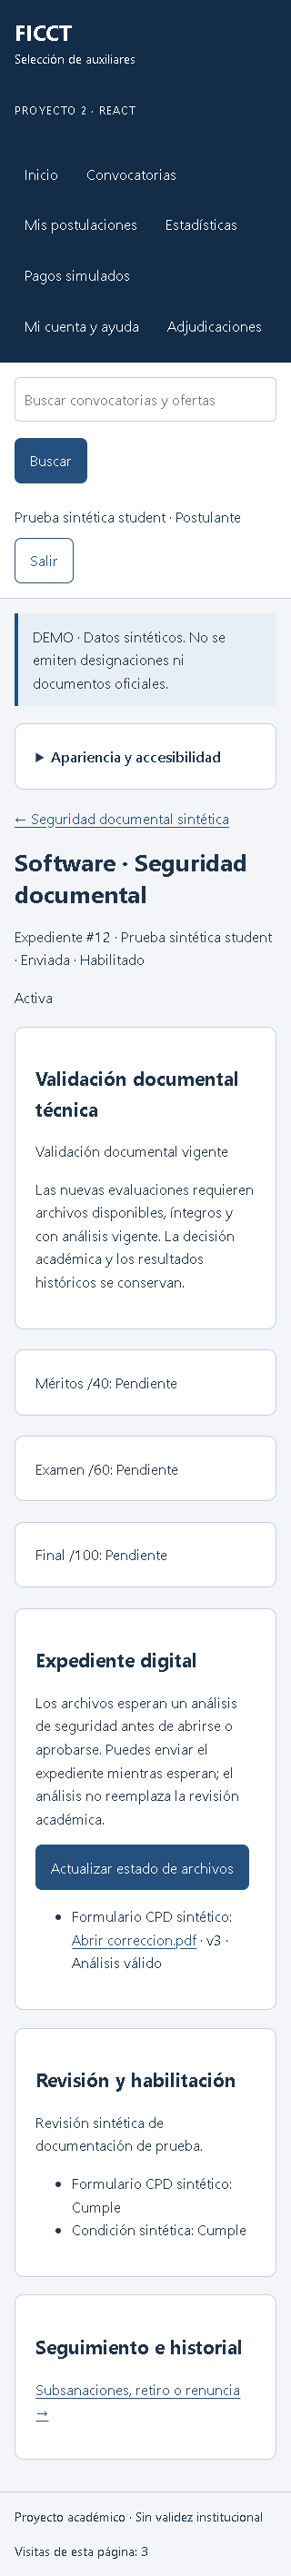 FICCT
Selección de auxiliares
PROYECTO 2 · REACT
Inicio Convocatorias
Mis postulaciones Estadísticas
Pagos simulados
Mi cuenta y ayuda Adjudicaciones
Buscar convocatorias y ofertas
Buscar
Prueba sintética student · Postulante
Salir
DEMO · Datos sintéticos. No se
emiten designaciones ni
documentos oficiales.
▶ Apariencia y accesibilidad
← Seguridad documental sintética
Software · Seguridad
documental
Expediente #12 · Prueba sintética student
· Enviada · Habilitado
Activa
Validación documental
técnica
Validación documental vigente
Las nuevas evaluaciones requieren
archivos disponibles, íntegros y
con análisis vigente. La decisión
académica y los resultados
históricos se conservan.
Méritos /40: Pendiente
Examen /60: Pendiente
Final /100: Pendiente
Expediente digital
Los archivos esperan un análisis
de seguridad antes de abrirse o
aprobarse. Puedes enviar el
expediente mientras esperan; el
análisis no reemplaza la revisión
académica.
Actualizar estado de archivos
• Formulario CPD sintético:
Abrir correccion.pdf · v3 ·
Análisis válido
Revisión y habilitación
Revisión sintética de
documentación de prueba.
• Formulario CPD sintético:
Cumple
• Condición sintética: Cumple
Seguimiento e historial
Subsanaciones, retiro o renuncia
→
Proyecto académico · Sin validez institucional
Visitas de esta página: 3